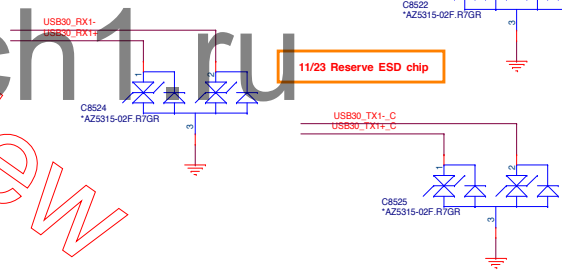 C8522
*AZ5315-02F.R7GR
3
USB30_RX1-
USB30_RX1+
ch1.ru
11/23 Reserve ESD chip
1
2
C8524
*AZ5315-02F.R7GR
3
USB30_TX1-_C
USB30_TX1+_C
ew
1
2
C8525
*AZ5315-02F.R7GR
3